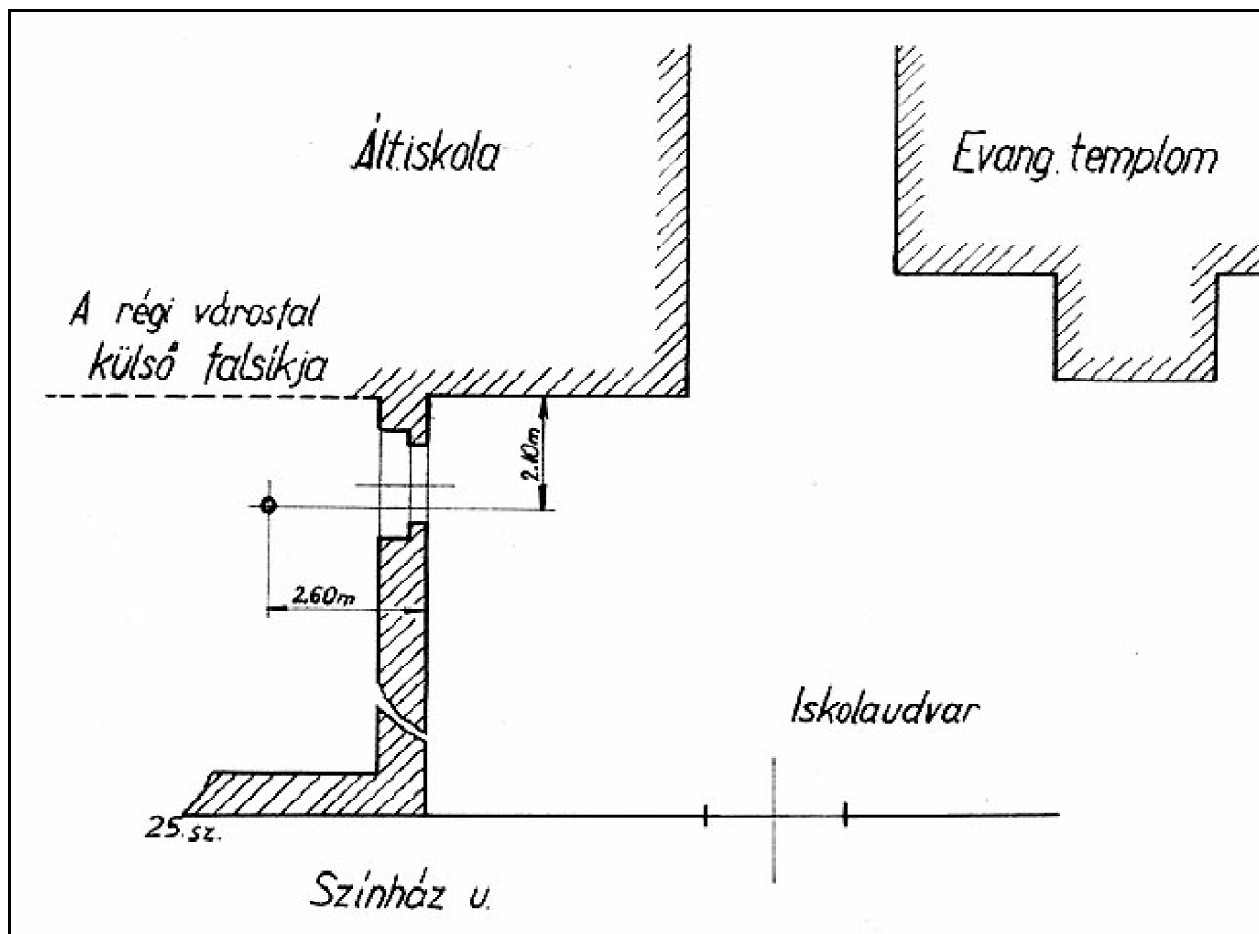 Ált.iskola
Evang. templom
A régi városfal
külső falsíkja
2.10m
2.60m
Iskolaudvar
25. sz.
Színház u.